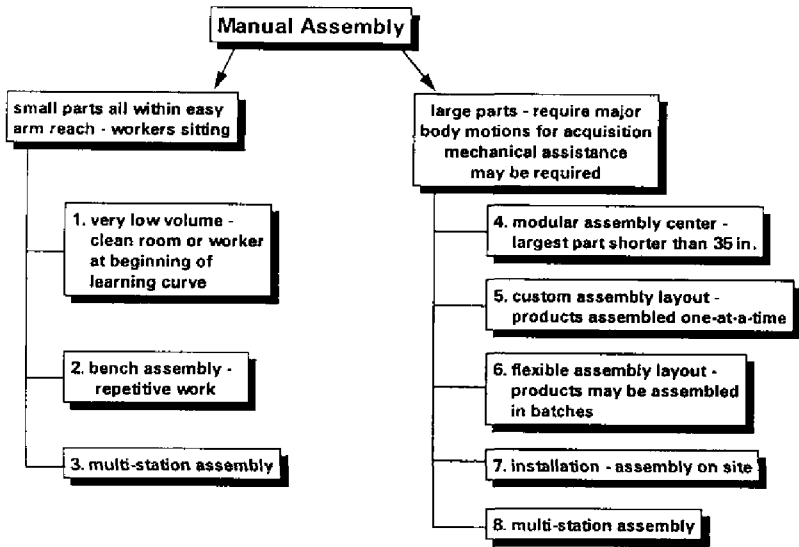 Manual Assembly
small parts all within easy
arm reach - workers sitting
1. very low volume -
clean room or worker
at beginning of
learning curve
2. bench assembly -
repetitive work
3. multi-station assembly
large parts - require major
body motions for acquisition
mechanical assistance
may be required
4. modular assembly center -
largest part shorter than 35 in.
5. custom assembly layout -
products assembled one-at-a-time
6. flexible assembly layout -
products may be assembled
in batches
7. installation - assembly on site
8. multi-station assembly